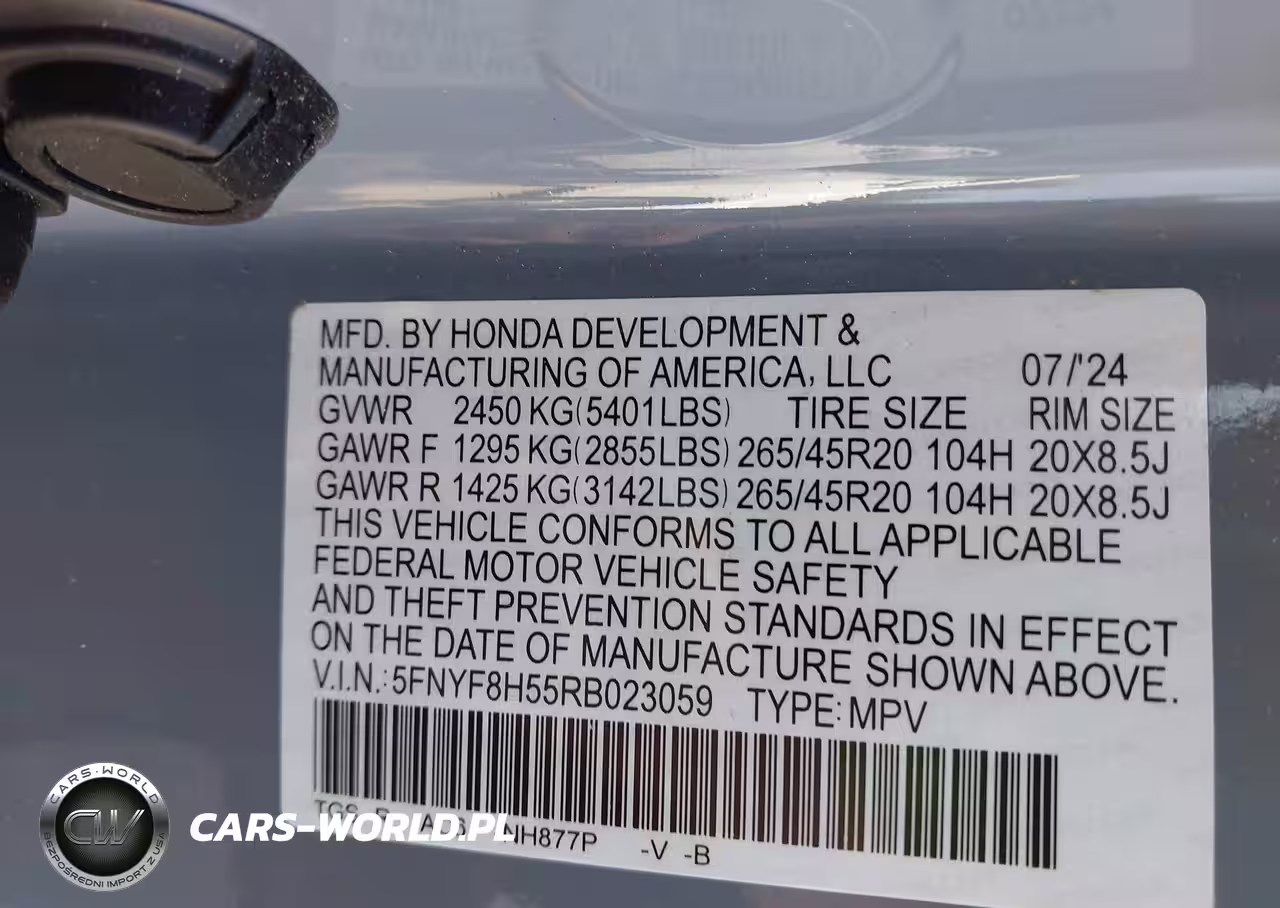 MFD. BY HONDA DEVELOPMENT &
MANUFACTURING OF AMERICA, LLC 07/'24
GVWR 2450 KG(5401LBS) TIRE SIZE RIM SIZE
GAWR F 1295 KG(2855LBS) 265/45R20 104H 20X8.5J
GAWR R 1425 KG(3142LBS) 265/45R20 104H 20X8.5J
THIS VEHICLE CONFORMS TO ALL APPLICABLE
FEDERAL MOTOR VEHICLE SAFETY
AND THEFT PREVENTION STANDARDS IN EFFECT
ON THE DATE OF MANUFACTURE SHOWN ABOVE.
V.I.N.: 5FNYF8H55RB023059 TYPE: MPV
NH877P -V -B
CARS-WORLD
CW
BEZPOŚREDNI IMPORT Z USA
CARS-WORLD.PL